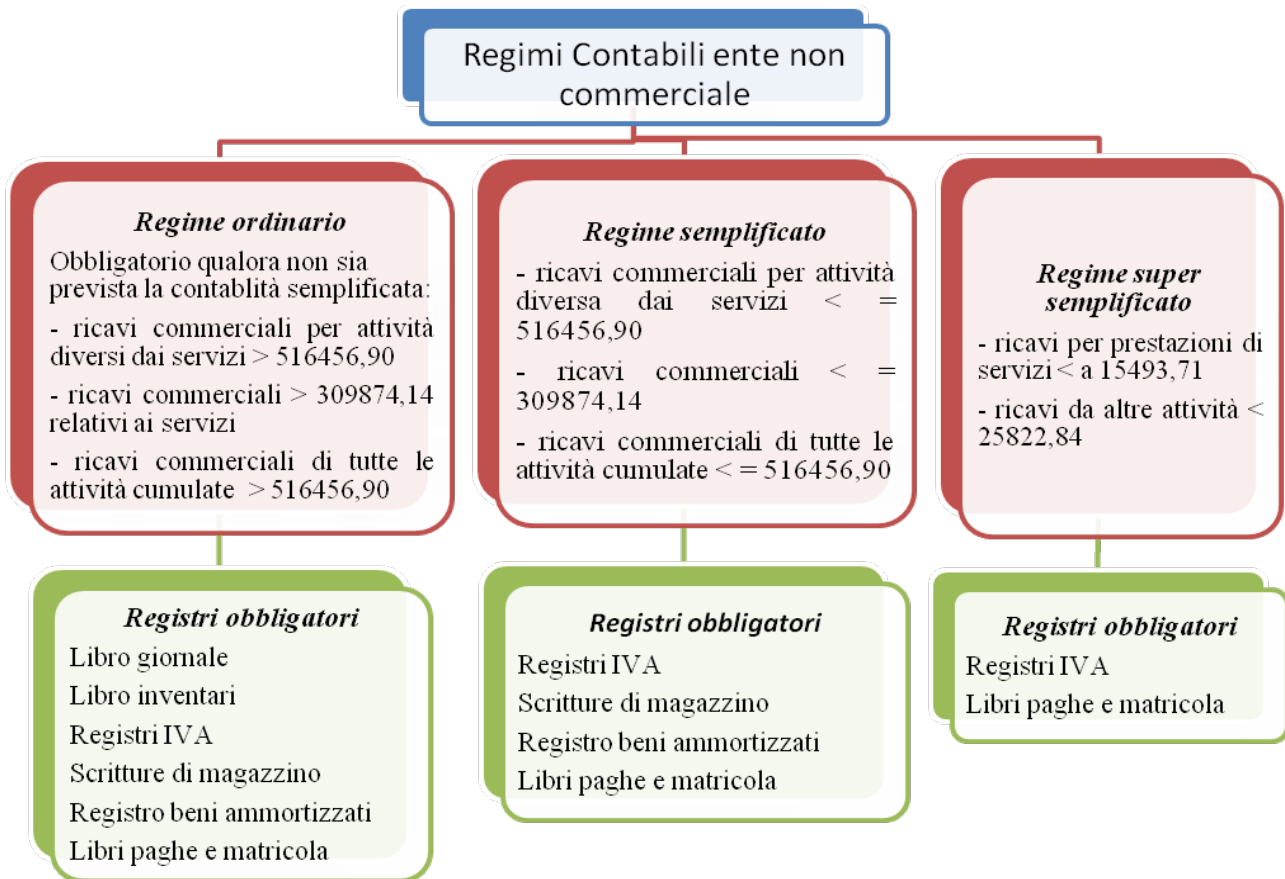 Regimi Contabili ente non
commerciale
Regime ordinario
Obbligatorio qualora non sia
prevista la contablità semplificata:
- ricavi commerciali per attività
diversi dai servizi > 516456,90
- ricavi commerciali > 309874,14
relativi ai servizi
- ricavi commerciali di tutte le
attività cumulate > 516456,90
Regime semplificato
- ricavi commerciali per attività
diversa dai servizi < =
516456,90
- ricavi commerciali < =
309874,14
- ricavi commerciali di tutte le
attività cumulate < = 516456,90
Regime super
semplificato
- ricavi per prestazioni di
servizi < a 15493,71
- ricavi da altre attività <
25822,84
Registri obbligatori
Libro giornale
Libro inventari
Registri IVA
Scritture di magazzino
Registro beni ammortizzati
Libri paghe e matricola
Registri obbligatori
Registri IVA
Scritture di magazzino
Registro beni ammortizzati
Libri paghe e matricola
Registri obbligatori
Registri IVA
Libri paghe e matricola